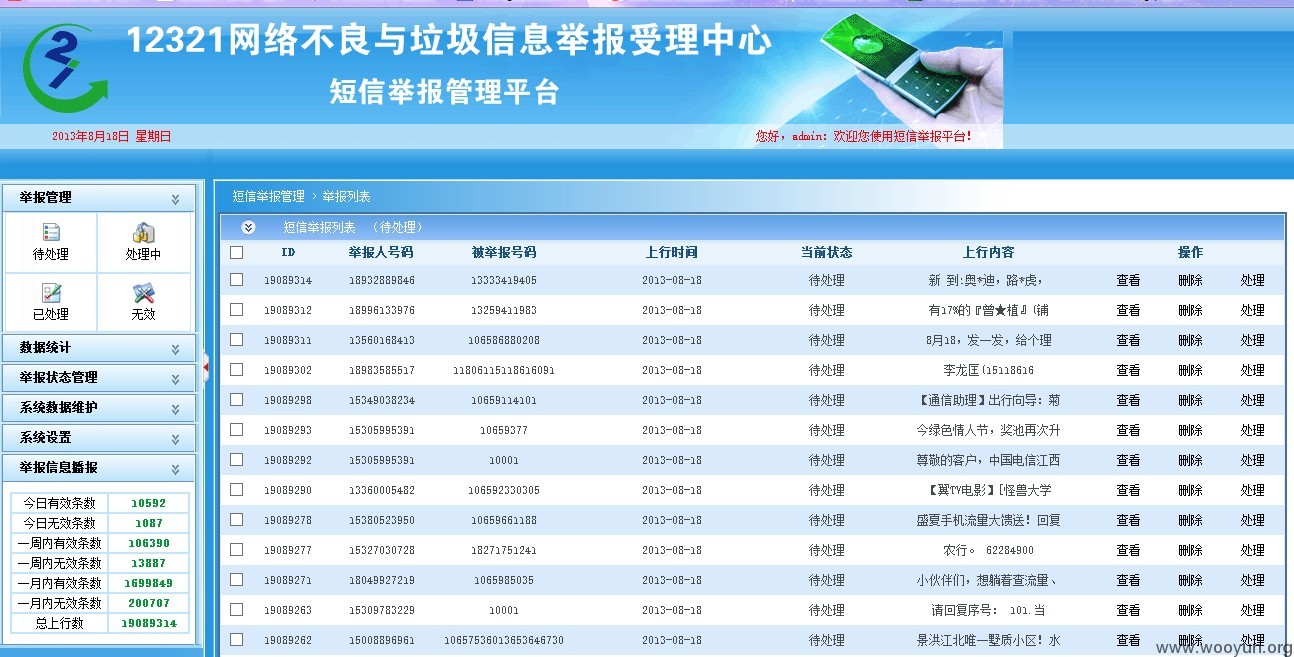 12321网络不良与垃圾信息举报受理中心
短信举报管理平台
2013年8月18日 星期日
您好，admin：欢迎您使用短信举报平台！
举报管理
待处理 处理中
已处理 无效
数据统计
举报状态管理
系统数据维护
系统设置
举报信息播报
今日有效条数 10592
今日无效条数 1087
一周内有效条数 106390
一周内无效条数 13887
一月内有效条数 1699849
一月内无效条数 200707
总上行数 19089314
短信举报管理 > 举报列表
短信举报列表 （待处理）
ID 举报人号码 被举报号码 上行时间 当前状态 上行内容 操作
19089314 18932889846 13333419405 2013-08-18 待处理 新 到:奥*迪，路*虎， 查看 删除 处理
19089312 18996133976 13259411983 2013-08-18 待处理 有17%的『曾★植』(铺 查看 删除 处理
19089311 13560168413 106586880208 2013-08-18 待处理 8月18，发一发，给个理 查看 删除 处理
19089302 18983585517 11806115118616091 2013-08-18 待处理 李龙匡(15118616 查看 删除 处理
19089298 15349038234 10659114101 2013-08-18 待处理 【通信助理】出行向导：菊 查看 删除 处理
19089293 15305995391 10659377 2013-08-18 待处理 今绿色情人节，奖池再次升 查看 删除 处理
19089292 15305995391 10001 2013-08-18 待处理 尊敬的客户，中国电信江西 查看 删除 处理
19089290 13360005482 106592330305 2013-08-18 待处理 【翼TV电影】[怪兽大学 查看 删除 处理
19089278 15380523950 10659661188 2013-08-18 待处理 盛夏手机流量大馈送！回复 查看 删除 处理
19089277 15327030728 18271751241 2013-08-18 待处理 农行。 62284900 查看 删除 处理
19089271 18049927219 1065985035 2013-08-18 待处理 小伙伴们，想躺着查流量、 查看 删除 处理
19089263 15309783229 10001 2013-08-18 待处理 请回复序号： 101.当 查看 删除 处理
19089262 15008896961 10657536013653646730 2013-08-18 待处理 景洪江北唯一墅质小区！水 查看 删除 处理
www.wooyun.org